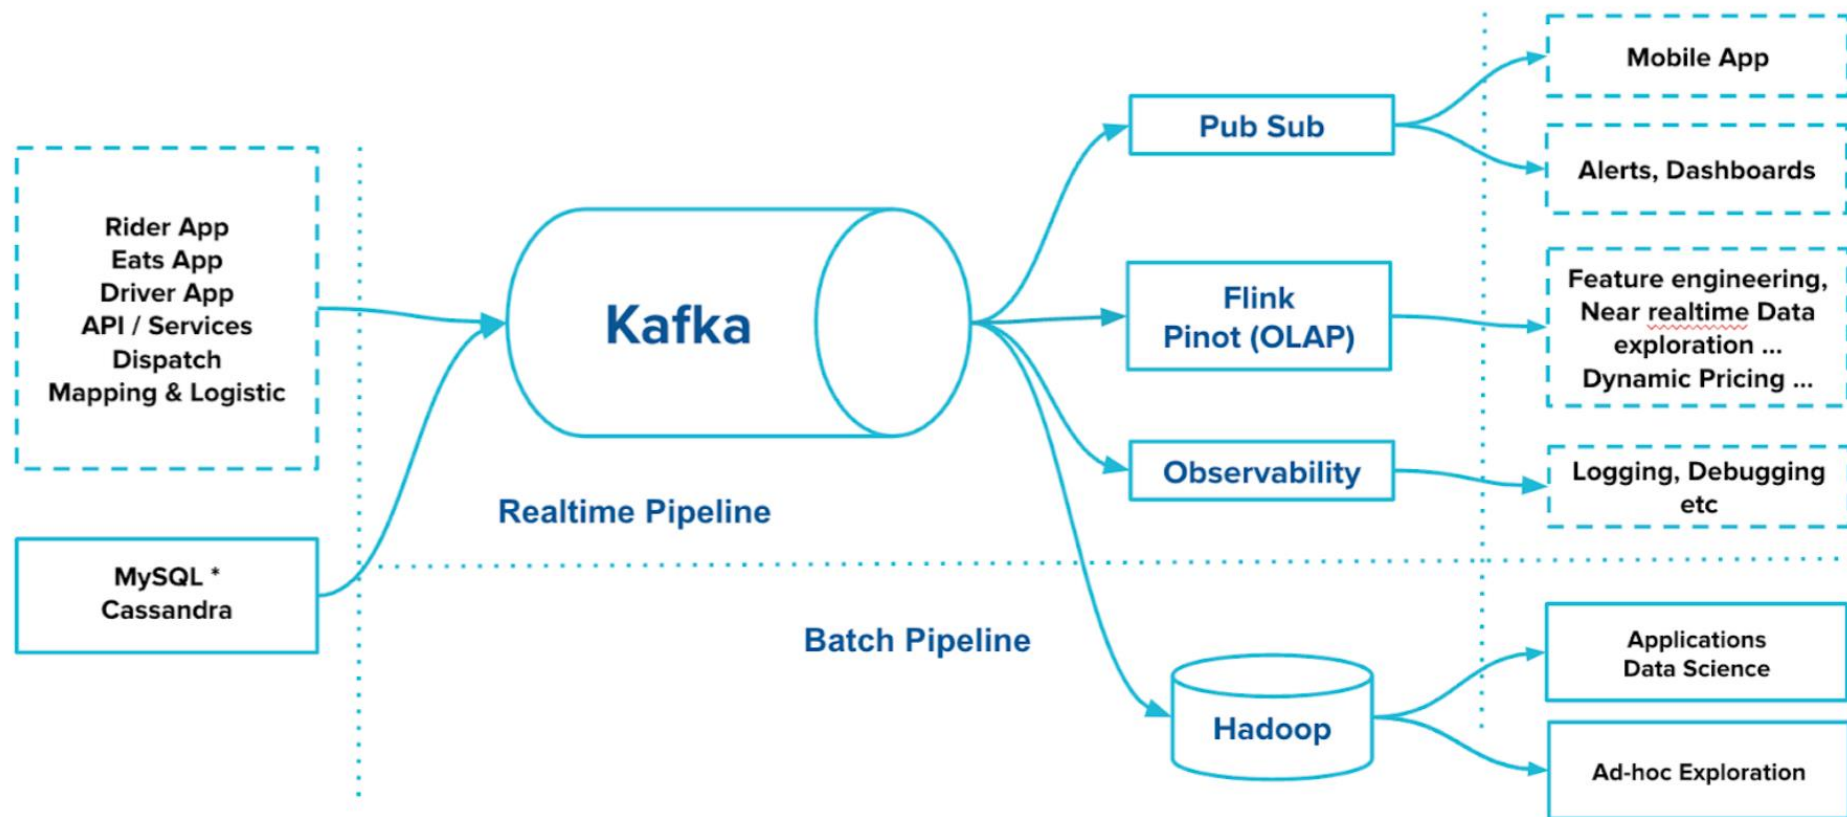 Rider App
Eats App
Driver App
API / Services
Dispatch
Mapping & Logistic
MySQL *
Cassandra
Kafka
Realtime Pipeline
Batch Pipeline
Pub Sub
Flink
Pinot (OLAP)
Observability
Hadoop
Mobile App
Alerts, Dashboards
Feature engineering,
Near realtime Data
exploration ...
Dynamic Pricing ...
Logging, Debugging
etc
Applications
Data Science
Ad-hoc Exploration